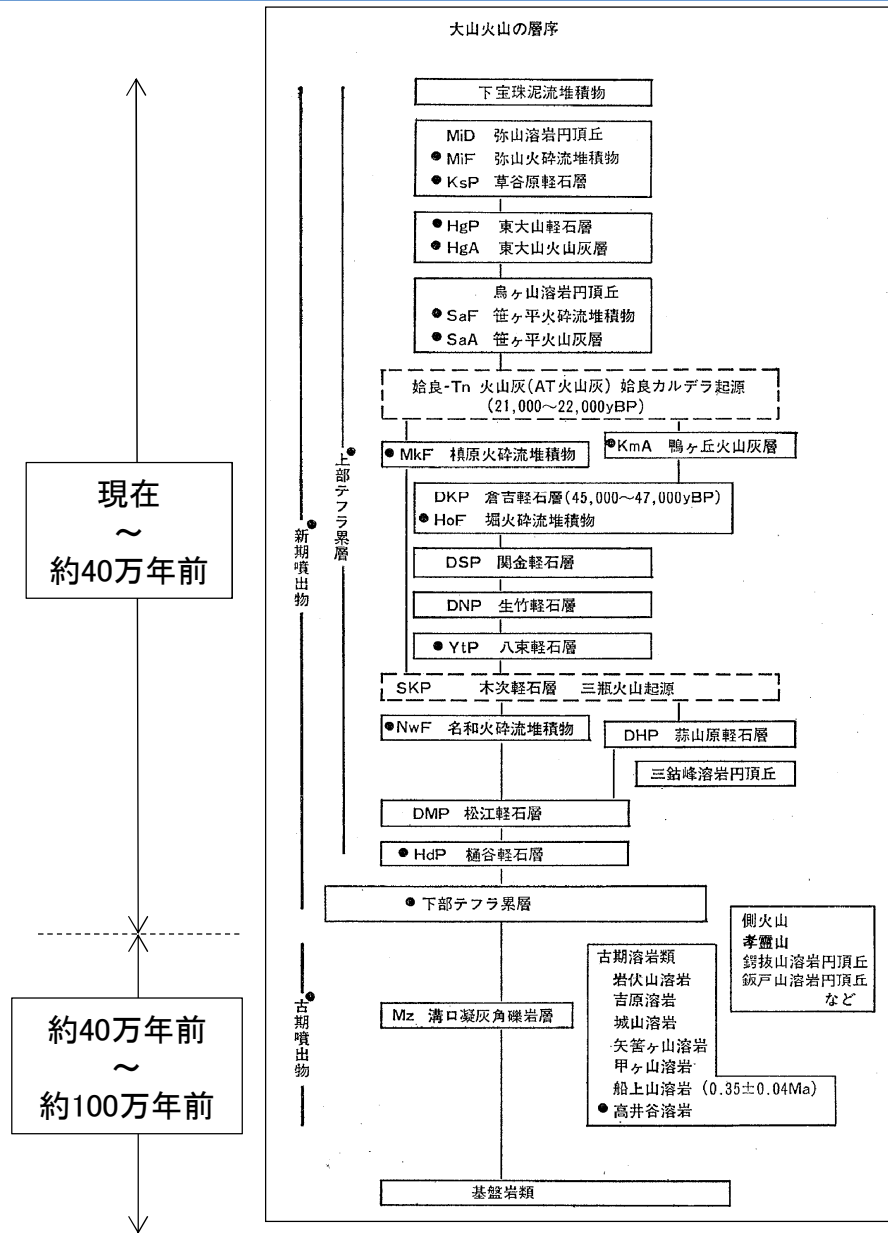 大山火山の層序
下宝珠泥流堆積物
MiD 弥山溶岩円頂丘
●MiF 弥山火砕流堆積物
●KsP 草谷原軽石層
●HgP 東大山軽石層
●HgA 東大山火山灰層
烏ヶ山溶岩円頂丘
●SaF 笹ヶ平火砕流堆積物
●SaA 笹ヶ平火山灰層
姶良-Tn 火山灰(AT火山灰) 姶良カルデラ起源
(21,000～22,000yBP)
●MkF 槙原火砕流堆積物
●KmA 鴨ヶ丘火山灰層
DKP 倉吉軽石層(45,000～47,000yBP)
●HoF 堀火砕流堆積物
DSP 関金軽石層
DNP 生竹軽石層
●YtP 八束軽石層
SKP 木次軽石層 三瓶火山起源
●NwF 名和火砕流堆積物
DHP 蒜山原軽石層
三鈷峰溶岩円頂丘
DMP 松江軽石層
●HdP 樋谷軽石層
●下部テフラ累層
上部テフラ累層●
新期噴出物●
古期噴出物●
現在
～
約40万年前
約40万年前
～
約100万年前
Mz 溝口凝灰角礫岩層
古期溶岩類
岩伏山溶岩
吉原溶岩
城山溶岩
矢筈ヶ山溶岩
甲ヶ山溶岩
船上山溶岩 (0.35±0.04Ma)
●高井谷溶岩
側火山
孝靈山
鍔抜山溶岩円頂丘
鈑戸山溶岩円頂丘
など
基盤岩類